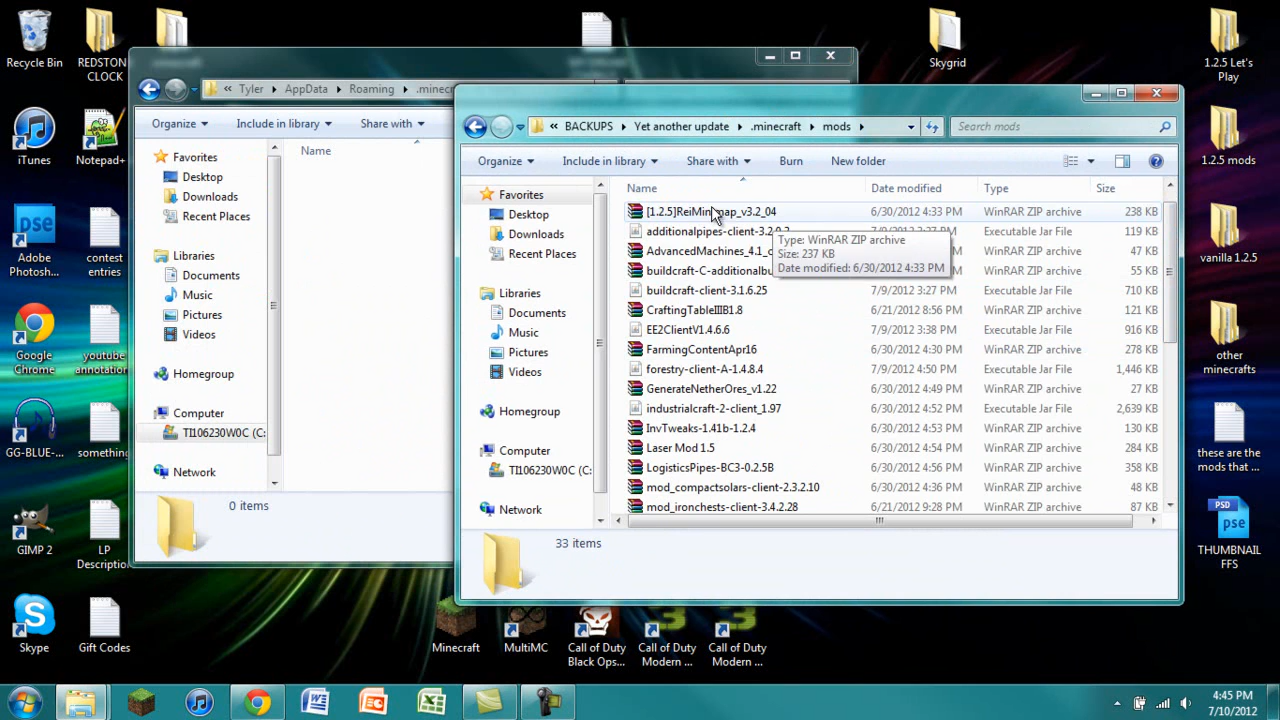 Recycle Bin
REDSTON
CLOCK
Skygrid
1.2.5 Let's
Play
iTunes
Notepad+
1.2.5 mods
Adobe
Photosh...
contest
entries
vanilla 1.2.5
Google
Chrome
youtube
annotation
other
minecrafts
GG-BLUE-...
something
these are the
mods that ...
GIMP 2
LP
Description
PSD
pse
THUMBNAIL
FFS
Skype
Gift Codes
Minecraft
MultiMC
Call of Duty
Black Ops...
Call of Duty
Modern ...
Call of Duty
Modern ...
« Tyler AppData Roaming .minecr
Organize Include in library Share with
Name
Favorites
Desktop
Downloads
Recent Places
Libraries
Documents
Music
Pictures
Videos
Homegroup
Computer
TI106230W0C (C:
Network
0 items
« BACKUPS Yet another update .minecraft mods
Search mods
Organize Include in library Share with Burn New folder
Favorites
Desktop
Downloads
Recent Places
Libraries
Documents
Music
Pictures
Videos
Homegroup
Computer
TI106230W0C (C:
Network
Name Date modified Type Size
[1.2.5]ReiMinimap_v3.2_04 6/30/2012 4:33 PM WinRAR ZIP archive 238 KB
additionalpipes-client-3.2 Executable Jar File 119 KB
AdvancedMachines_4.1_c WinRAR ZIP archive 47 KB
buildcraft-C-additionalbu WinRAR ZIP archive 55 KB
buildcraft-client-3.1.6.25 7/9/2012 3:27 PM Executable Jar File 710 KB
CraftingTableIIIB1.8 6/21/2012 8:56 PM WinRAR ZIP archive 121 KB
EE2ClientV1.4.6.6 7/9/2012 3:38 PM Executable Jar File 916 KB
FarmingContentApr16 6/30/2012 4:30 PM WinRAR ZIP archive 278 KB
forestry-client-A-1.4.8.4 7/9/2012 4:50 PM Executable Jar File 1,446 KB
GenerateNetherOres_v1.22 6/30/2012 4:49 PM WinRAR ZIP archive 27 KB
industrialcraft-2-client_1.97 6/30/2012 4:52 PM Executable Jar File 2,639 KB
InvTweaks-1.41b-1.2.4 6/30/2012 4:53 PM WinRAR ZIP archive 130 KB
Laser Mod 1.5 6/30/2012 4:54 PM WinRAR ZIP archive 284 KB
LogisticsPipes-BC3-0.2.5B 6/30/2012 4:56 PM WinRAR ZIP archive 358 KB
mod_compactsolars-client-2.3.2.10 6/30/2012 4:36 PM WinRAR ZIP archive 48 KB
mod_ironchests-client-3.4.2.28 6/21/2012 9:28 PM WinRAR ZIP archive 87 KB
Type: WinRAR ZIP archive
Size: 237 KB
Date modified: 6/30/2012 4:33 PM
33 items
4:45 PM
7/10/2012